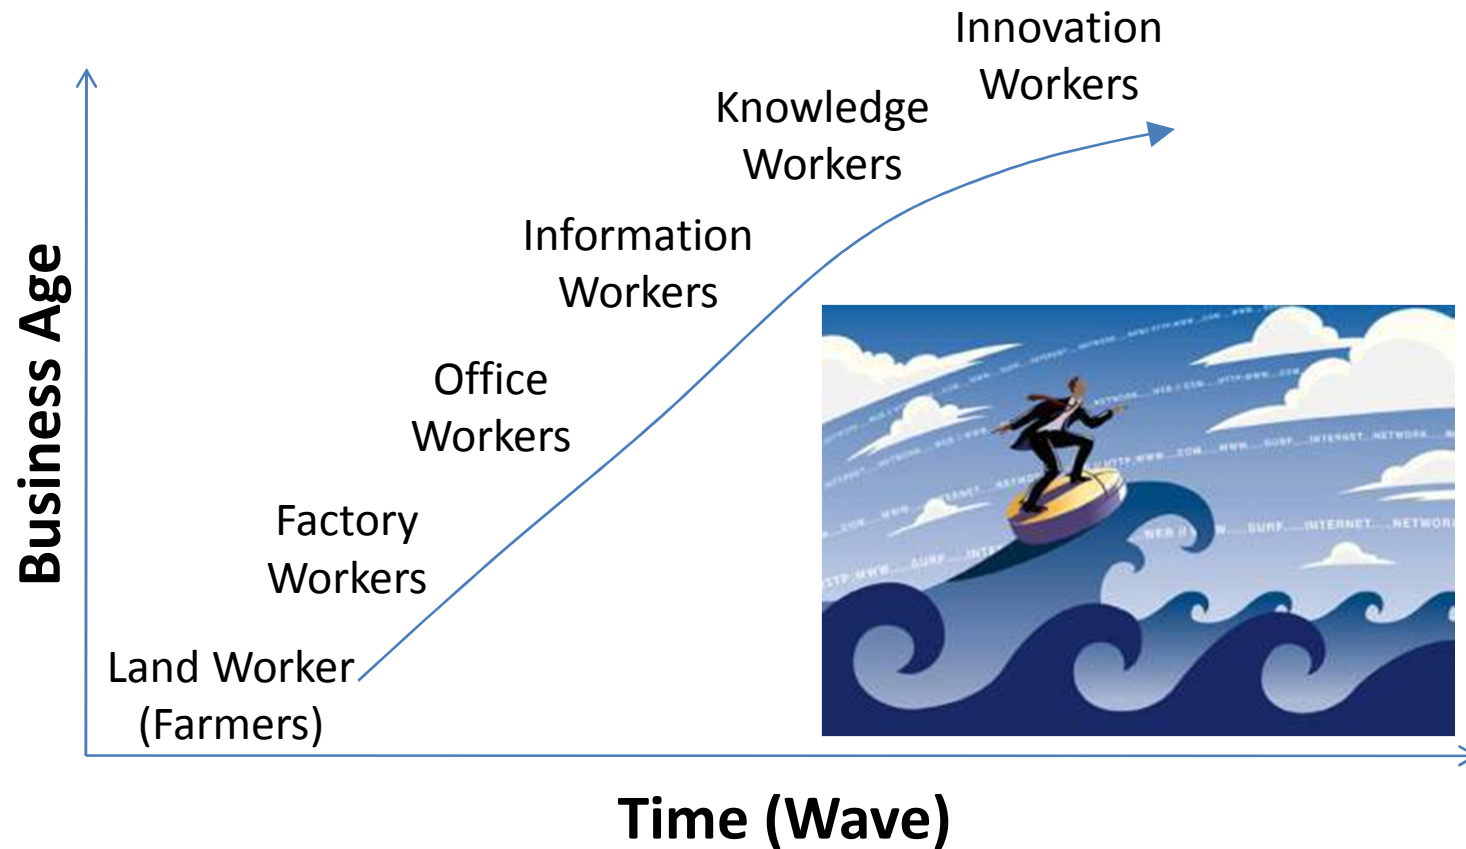 Innovation
Workers
Knowledge
Workers
Information
Workers
Office
Workers
Factory
Workers
Land Worker
(Farmers)
Business Age
Time (Wave)